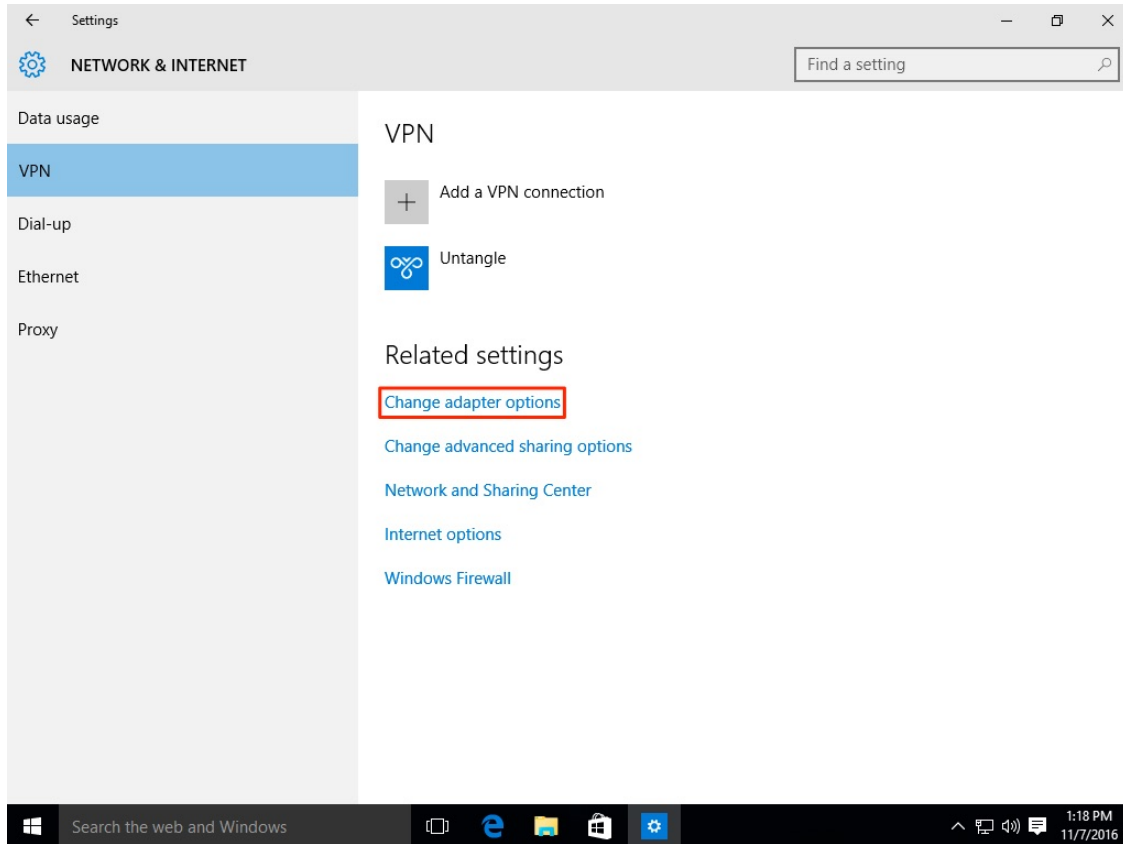 Settings
NETWORK & INTERNET
Find a setting
Data usage
VPN
Dial-up
Ethernet
Proxy
VPN
Add a VPN connection
Untangle
Related settings
Change adapter options
Change advanced sharing options
Network and Sharing Center
Internet options
Windows Firewall
Search the web and Windows
1:18 PM
11/7/2016